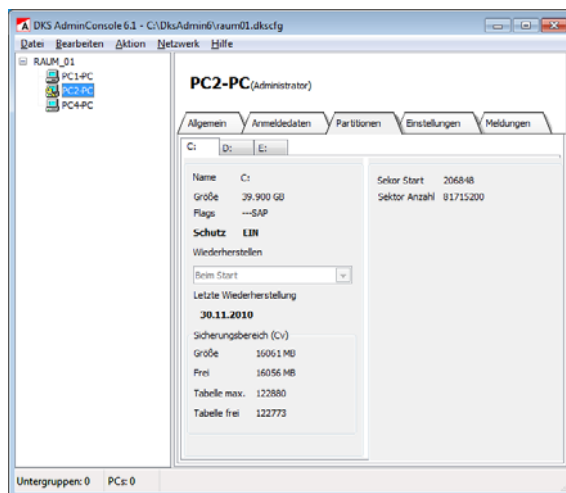 DKS AdminConsole 6.1 - C:\DksAdmin6\raum01.dkscfg
Datei Bearbeiten Aktion Netzwerk Hilfe
RAUM_01
PC1-PC
PC2-PC
PC4-PC
PC2-PC(Administrator)
Allgemein Anmeldedaten Partitionen Einstellungen Meldungen
C: D: E:
Name C:
Größe 39.900 GB
Flags ---SAP
Schutz EIN
Wiederherstellen
Beim Start
Letzte Wiederherstellung
30.11.2010
Sicherungsbereich (Cv)
Größe 16061 MB
Frei 16056 MB
Tabelle max. 122880
Tabelle frei 122773
Sekor Start 206848
Sektor Anzahl 81715200
Untergruppen: 0 PCs: 0